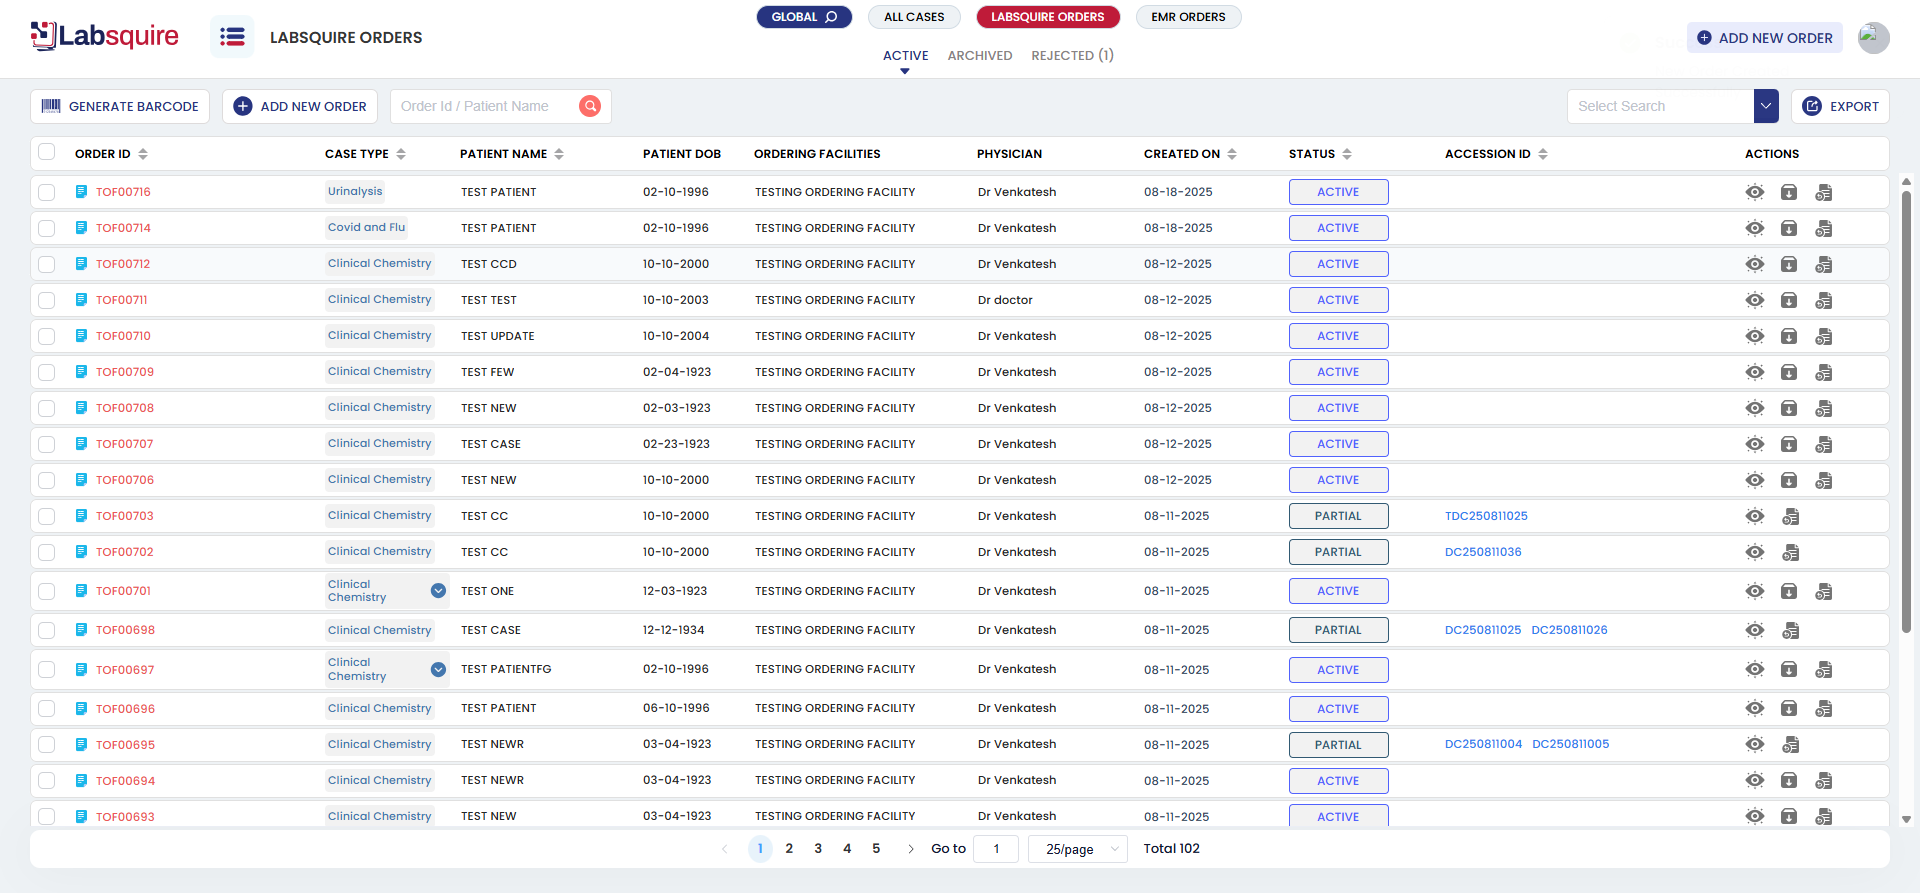 Labsquire
LABSQUIRE ORDERS
GLOBAL
ALL CASES
LABSQUIRE ORDERS
EMR ORDERS
ACTIVE
ARCHIVED
REJECTED (1)
ADD NEW ORDER
GENERATE BARCODE
ADD NEW ORDER
Order Id / Patient Name
Select Search
EXPORT
ORDER ID CASE TYPE PATIENT NAME PATIENT DOB ORDERING FACILITIES PHYSICIAN CREATED ON STATUS ACCESSION ID ACTIONS
TOF00716 Urinalysis TEST PATIENT 02-10-1996 TESTING ORDERING FACILITY Dr Venkatesh 08-18-2025 ACTIVE
TOF00714 Covid and Flu TEST PATIENT 02-10-1996 TESTING ORDERING FACILITY Dr Venkatesh 08-18-2025 ACTIVE
TOF00712 Clinical Chemistry TEST CCD 10-10-2000 TESTING ORDERING FACILITY Dr Venkatesh 08-12-2025 ACTIVE
TOF00711 Clinical Chemistry TEST TEST 10-10-2003 TESTING ORDERING FACILITY Dr doctor 08-12-2025 ACTIVE
TOF00710 Clinical Chemistry TEST UPDATE 10-10-2004 TESTING ORDERING FACILITY Dr Venkatesh 08-12-2025 ACTIVE
TOF00709 Clinical Chemistry TEST FEW 02-04-1923 TESTING ORDERING FACILITY Dr Venkatesh 08-12-2025 ACTIVE
TOF00708 Clinical Chemistry TEST NEW 02-03-1923 TESTING ORDERING FACILITY Dr Venkatesh 08-12-2025 ACTIVE
TOF00707 Clinical Chemistry TEST CASE 02-23-1923 TESTING ORDERING FACILITY Dr Venkatesh 08-12-2025 ACTIVE
TOF00706 Clinical Chemistry TEST NEW 10-10-2000 TESTING ORDERING FACILITY Dr Venkatesh 08-12-2025 ACTIVE
TOF00703 Clinical Chemistry TEST CC 10-10-2000 TESTING ORDERING FACILITY Dr Venkatesh 08-11-2025 PARTIAL TDC250811025
TOF00702 Clinical Chemistry TEST CC 10-10-2000 TESTING ORDERING FACILITY Dr Venkatesh 08-11-2025 PARTIAL DC250811036
TOF00701 Clinical Chemistry TEST ONE 12-03-1923 TESTING ORDERING FACILITY Dr Venkatesh 08-11-2025 ACTIVE
TOF00698 Clinical Chemistry TEST CASE 12-12-1934 TESTING ORDERING FACILITY Dr Venkatesh 08-11-2025 PARTIAL DC250811025 DC250811026
TOF00697 Clinical Chemistry TEST PATIENTFG 02-10-1996 TESTING ORDERING FACILITY Dr Venkatesh 08-11-2025 ACTIVE
TOF00696 Clinical Chemistry TEST PATIENT 06-10-1996 TESTING ORDERING FACILITY Dr Venkatesh 08-11-2025 ACTIVE
TOF00695 Clinical Chemistry TEST NEWR 03-04-1923 TESTING ORDERING FACILITY Dr Venkatesh 08-11-2025 PARTIAL DC250811004 DC250811005
TOF00694 Clinical Chemistry TEST NEWR 03-04-1923 TESTING ORDERING FACILITY Dr Venkatesh 08-11-2025 ACTIVE
TOF00693 Clinical Chemistry TEST NEW 03-04-1923 TESTING ORDERING FACILITY Dr Venkatesh 08-11-2025 ACTIVE
1 2 3 4 5 Go to 1 25/page Total 102